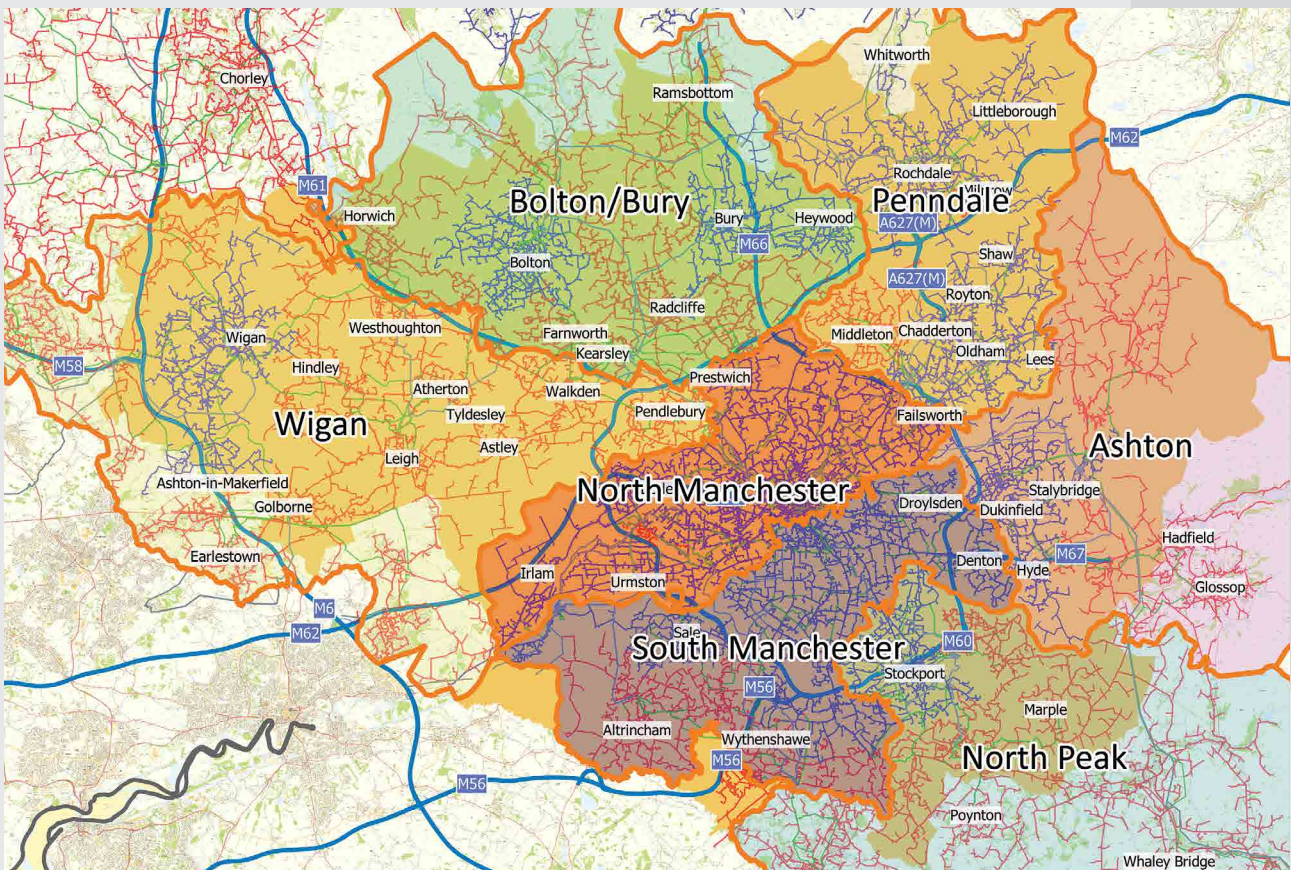 Whitworth
Chorley
Ramsbottom
Littleborough
M62
Rochdale
M61
Bolton/Bury
Penndale
Horwich
Bury
Heywood
A627(M)
M66
Shaw
Bolton
A627(M)
Royton
Radcliffe
Westhoughton
Farnworth
Middleton
Chadderton
Wigan
Kearsley
Oldham
Lees
M58
Hindley
Prestwich
Atherton
Walkden
Pendlebury
Failsworth
Tyldesley
Wigan
Astley
Ashton
Leigh
Ashton-in-Makerfield
North Manchester
Stalybridge
Droylsden
Golborne
Dukinfield
Hadfield
Earlestown
Denton
M67
Irlam
Urmston
Hyde
Glossop
M6
M62
Sale
M60
South Manchester
Stockport
M56
Marple
Altrincham
Wythenshawe
M56
North Peak
M56
Poynton
Whaley Bridge